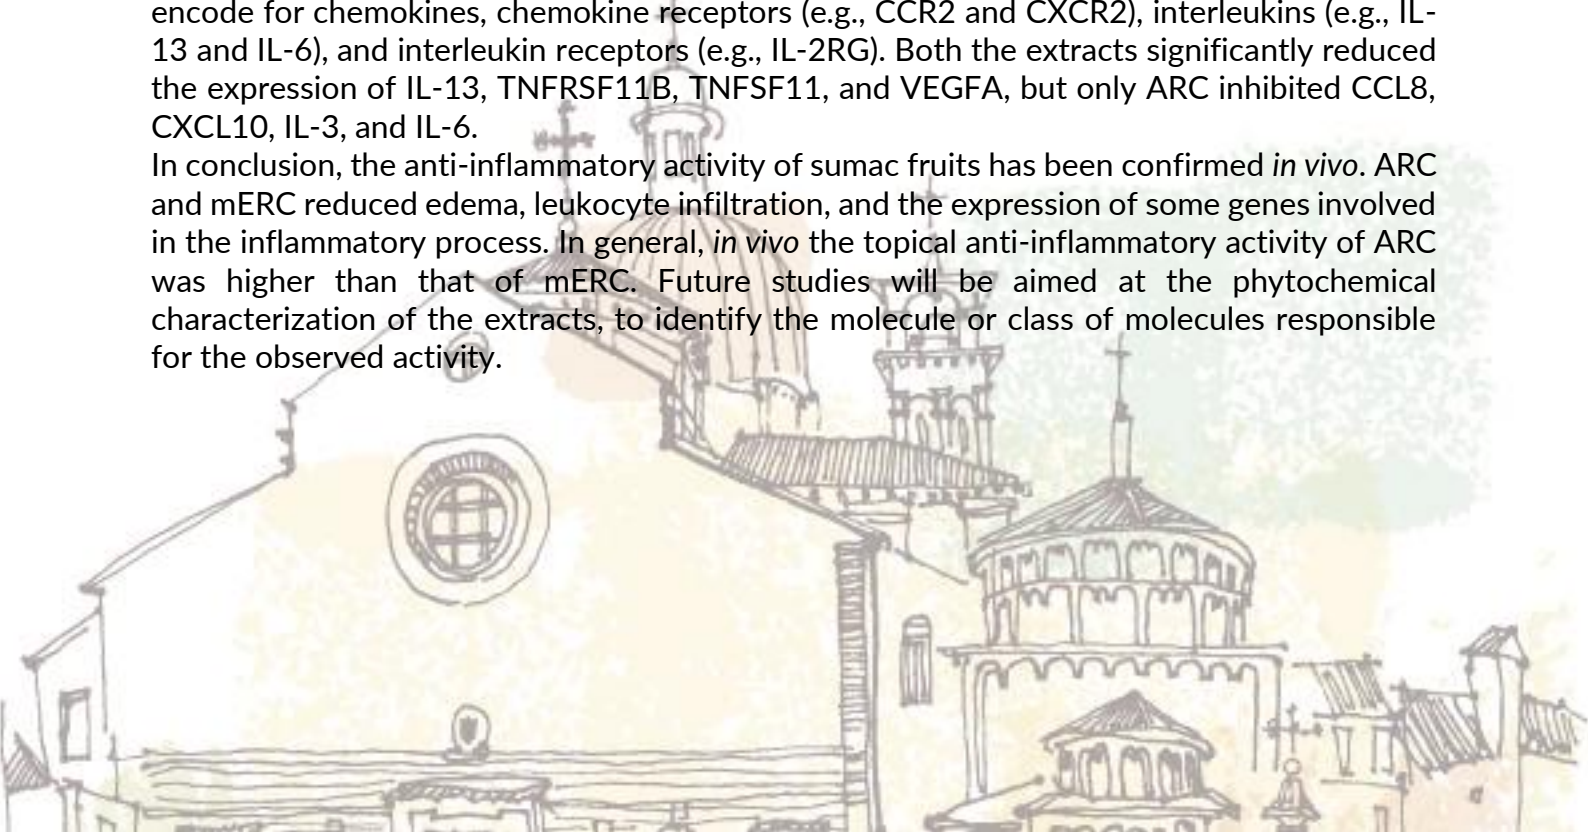 encode for chemokines, chemokine receptors (e.g., CCR2 and CXCR2), interleukins (e.g., IL-
13 and IL-6), and interleukin receptors (e.g., IL-2RG). Both the extracts significantly reduced
the expression of IL-13, TNFRSF11B, TNFSF11, and VEGFA, but only ARC inhibited CCL8,
CXCL10, IL-3, and IL-6.
In conclusion, the anti-inflammatory activity of sumac fruits has been confirmed in vivo. ARC
and mERC reduced edema, leukocyte infiltration, and the expression of some genes involved
in the inflammatory process. In general, in vivo the topical anti-inflammatory activity of ARC
was higher than that of mERC. Future studies will be aimed at the phytochemical
characterization of the extracts, to identify the molecule or class of molecules responsible
for the observed activity.